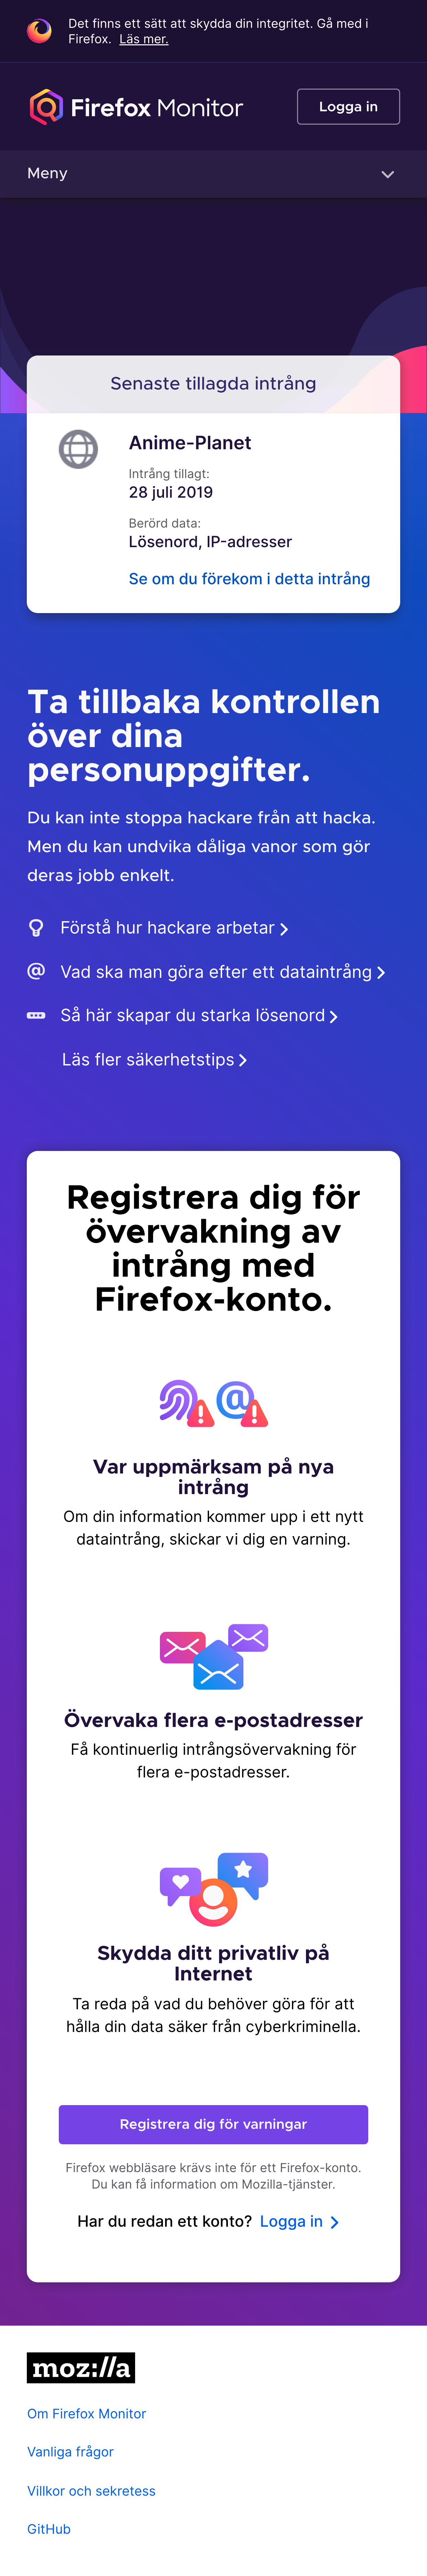 Det finns ett sätt att skydda din integritet. Gå med i
Firefox. Läs mer.
Firefox Monitor
Logga in
Meny
Senaste tillagda intrång
Anime-Planet
Intrång tillagt:
28 juli 2019
Berörd data:
Lösenord, IP-adresser
Se om du förekom i detta intrång
Ta tillbaka kontrollen
över dina
personuppgifter.
Du kan inte stoppa hackare från att hacka.
Men du kan undvika dåliga vanor som gör
deras jobb enkelt.
Förstå hur hackare arbetar
Vad ska man göra efter ett dataintrång
Så här skapar du starka lösenord
Läs fler säkerhetstips
Registrera dig för
övervakning av
intrång med
Firefox-konto.
Var uppmärksam på nya
intrång
Om din information kommer upp i ett nytt
dataintrång, skickar vi dig en varning.
Övervaka flera e-postadresser
Få kontinuerlig intrångsövervakning för
flera e-postadresser.
Skydda ditt privatliv på
Internet
Ta reda på vad du behöver göra för att
hålla din data säker från cyberkriminella.
Registrera dig för varningar
Firefox webbläsare krävs inte för ett Firefox-konto.
Du kan få information om Mozilla-tjänster.
Har du redan ett konto? Logga in
moz://a
Om Firefox Monitor
Vanliga frågor
Villkor och sekretess
GitHub